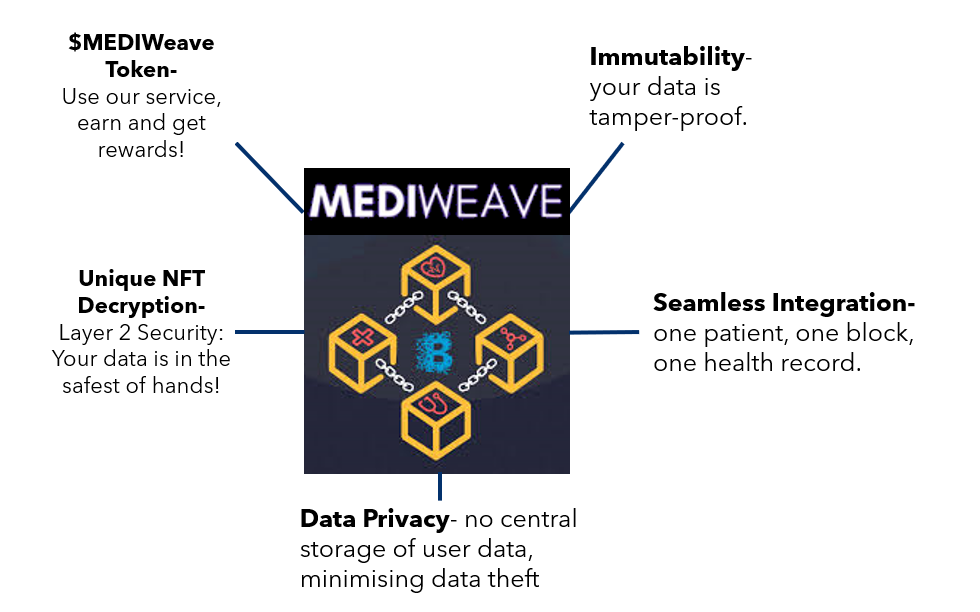 $MEDIWeave
Token-
Use our service,
earn and get
rewards!
Immutability-
your data is
tamper-proof.
MEDIWEAVE
Unique NFT
Decryption-
Layer 2 Security:
Your data is in the
safest of hands!
Seamless Integration-
one patient, one block,
one health record.
Data Privacy- no central
storage of user data,
minimising data theft